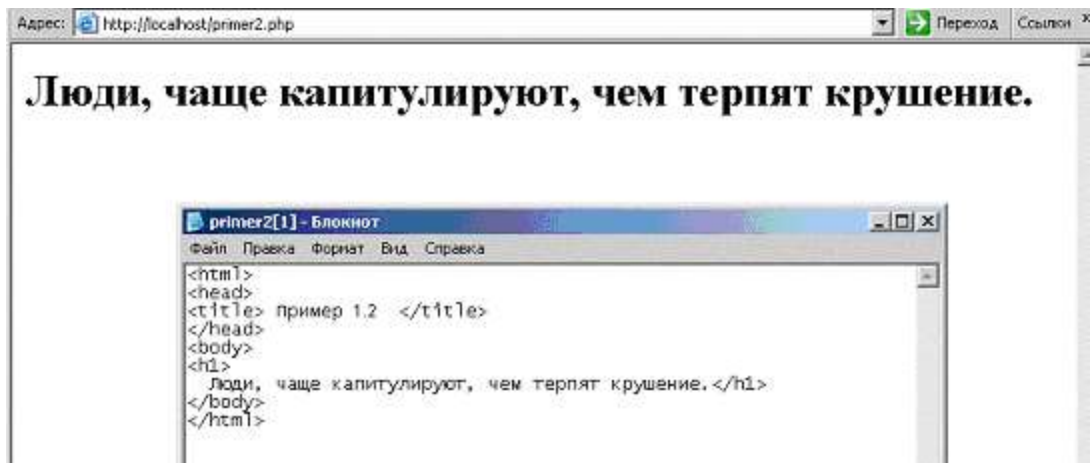 Адрес: http://localhost/primer2.php Переход Ссылки
Люди, чаще капитулируют, чем терпят крушение.
primer2[1] - Блокнот
Файл Правка Формат Вид Справка
<html>
<head>
<title> Пример 1.2 </title>
</head>
<body>
<h1>
Люди, чаще капитулируют, чем терпят крушение.</h1>
</body>
</html>